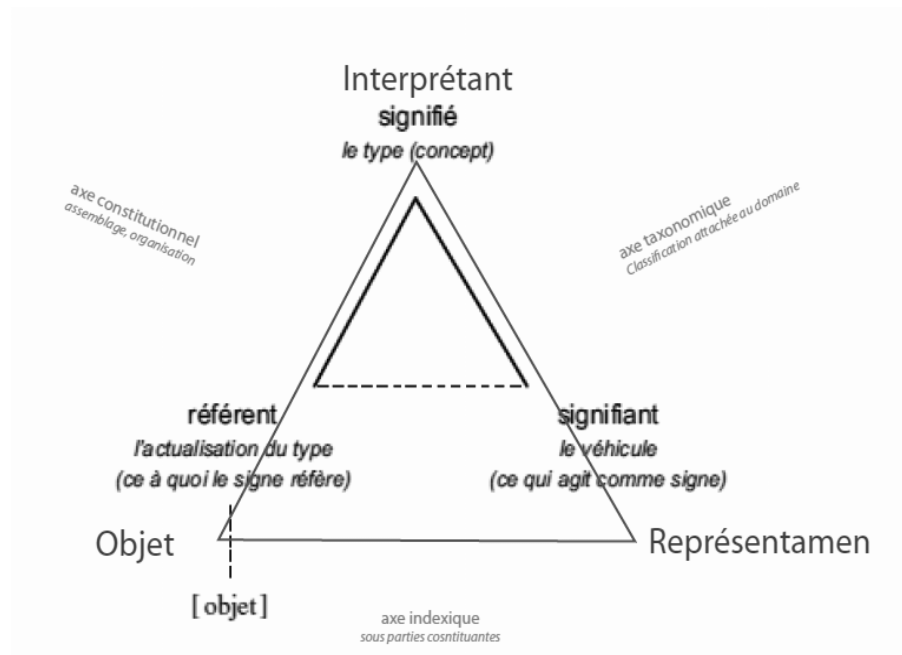 Interprétant
signifié
le type (concept)
axe constitutionnel
assemblage, organisation
axe taxonomique
Classification attachée au domaine
référent
l'actualisation du type
(ce à quoi le signe réfère)
signifiant
le véhicule
(ce qui agit comme signe)
Objet
Représentamen
[ objet ]
axe indexique
sous parties cosntituantes